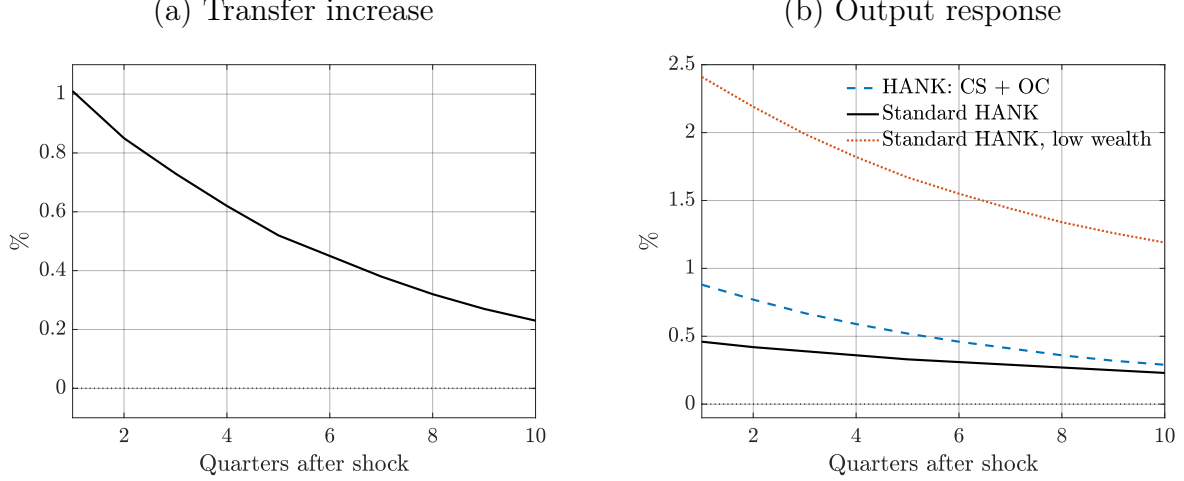 (a) Transfer increase
1
0.8
0.6
0.4
0.2
0
%
2 4 6 8 10
Quarters after shock
(b) Output response
2.5
2
1.5
1
0.5
0
%
HANK: CS + OC
Standard HANK
Standard HANK, low wealth
2 4 6 8 10
Quarters after shock